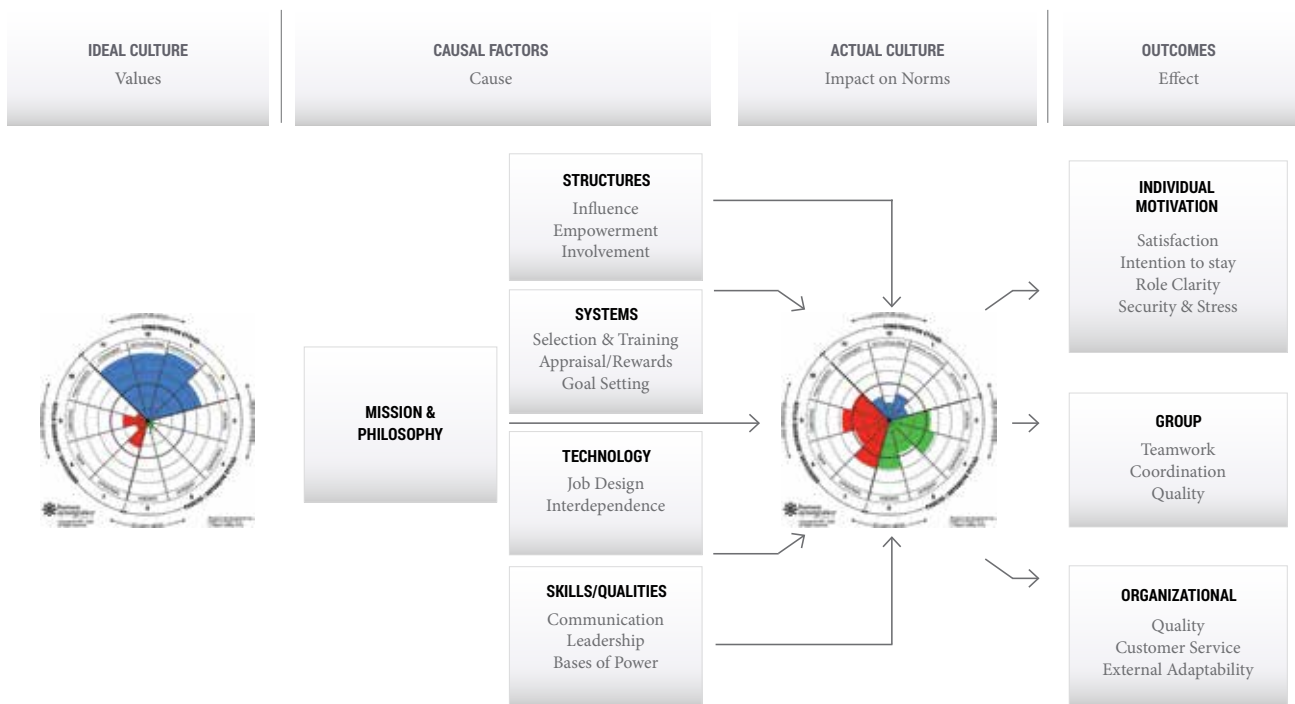 IDEAL CULTURE
Values
CAUSAL FACTORS
Cause
ACTUAL CULTURE
Impact on Norms
OUTCOMES
Effect
MISSION &
PHILOSOPHY
STRUCTURES
Influence
Empowerment
Involvement
SYSTEMS
Selection & Training
Appraisal/Rewards
Goal Setting
TECHNOLOGY
Job Design
Interdependence
SKILLS/QUALITIES
Communication
Leadership
Bases of Power
INDIVIDUAL
MOTIVATION
Satisfaction
Intention to stay
Role Clarity
Security & Stress
GROUP
Teamwork
Coordination
Quality
ORGANIZATIONAL
Quality
Customer Service
External Adaptability